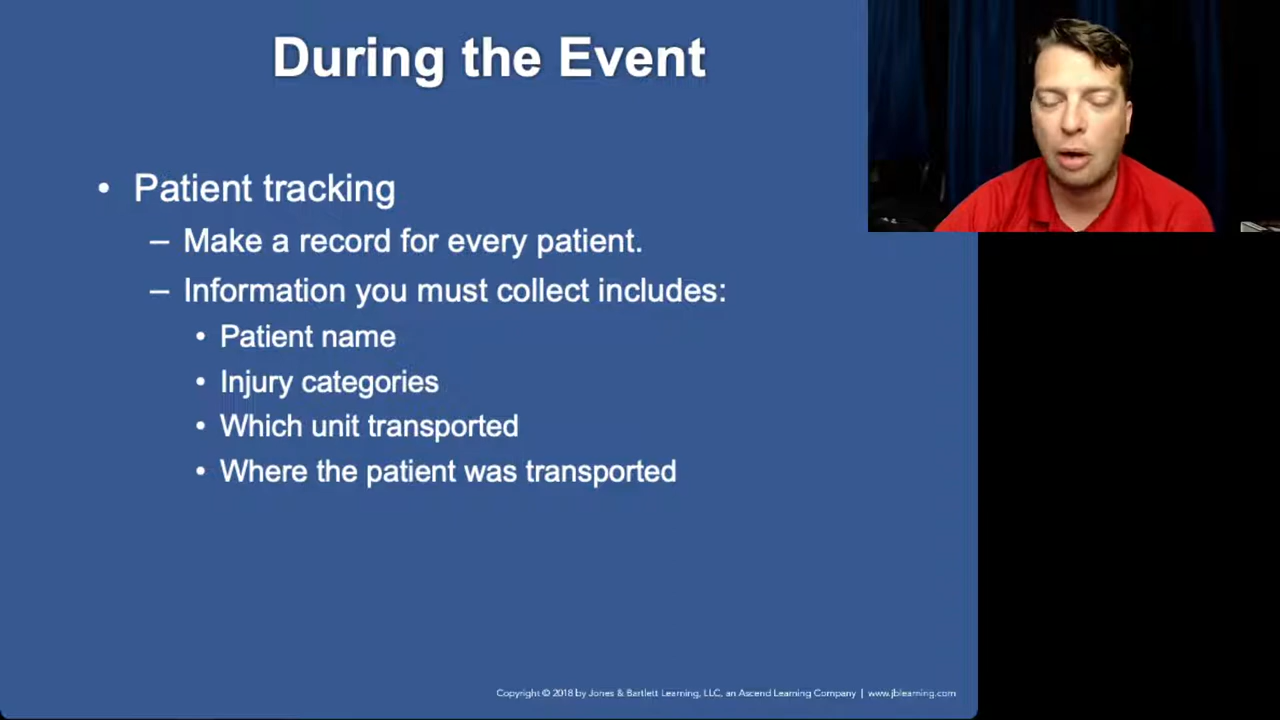 During the Event
• Patient tracking
– Make a record for every patient.
– Information you must collect includes:
• Patient name
• Injury categories
• Which unit transported
• Where the patient was transported
Copyright © 2018 by Jones & Bartlett Learning, LLC, an Ascend Learning Company | www.jblearning.com